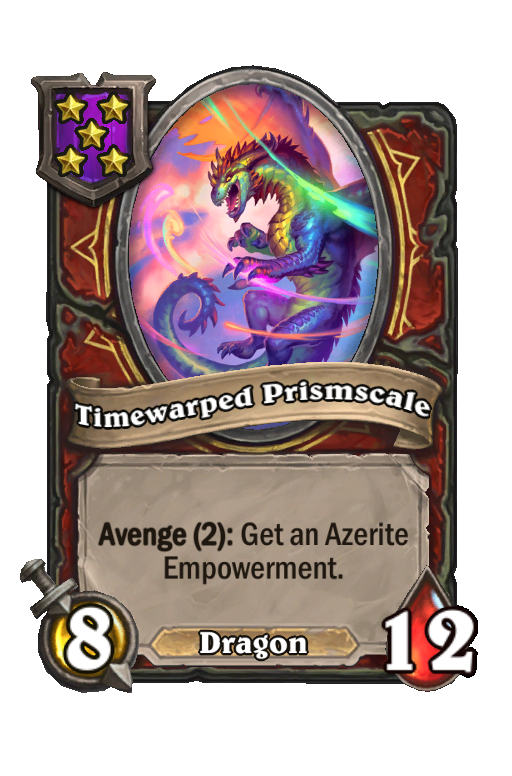 Timewarped Prismscale
Avenge (2): Get an Azerite
Empowerment.
8
Dragon
12